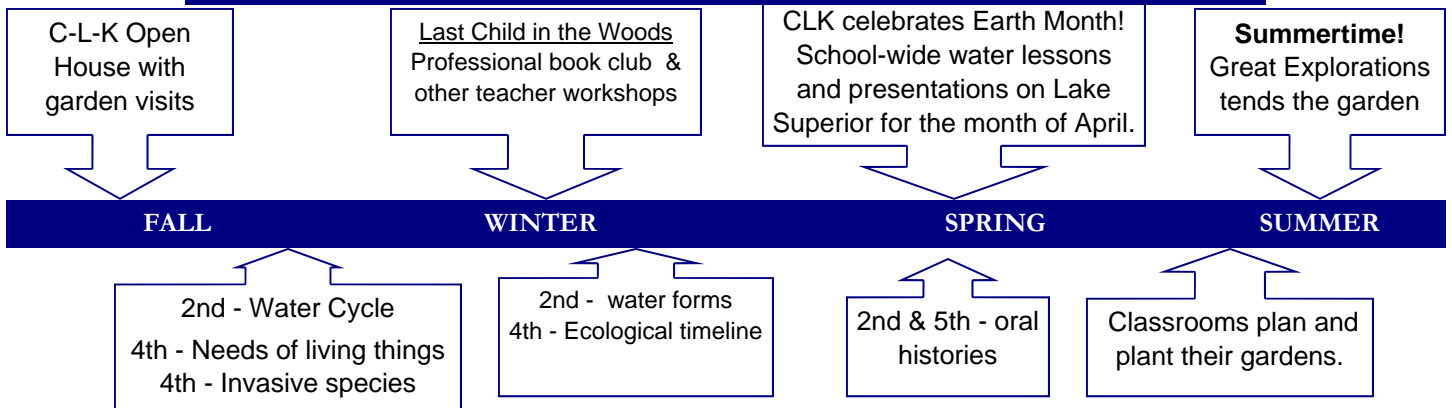 C-L-K Open
House with
garden visits
Last Child in the Woods
Professional book club &
other teacher workshops
CLK celebrates Earth Month!
School-wide water lessons
and presentations on Lake
Superior for the month of April.
Summertime!
Great Explorations
tends the garden
FALL
WINTER
SPRING
SUMMER
2nd - Water Cycle
4th - Needs of living things
4th - Invasive species
2nd - water forms
4th - Ecological timeline
2nd & 5th - oral
histories
Classrooms plan and
plant their gardens.